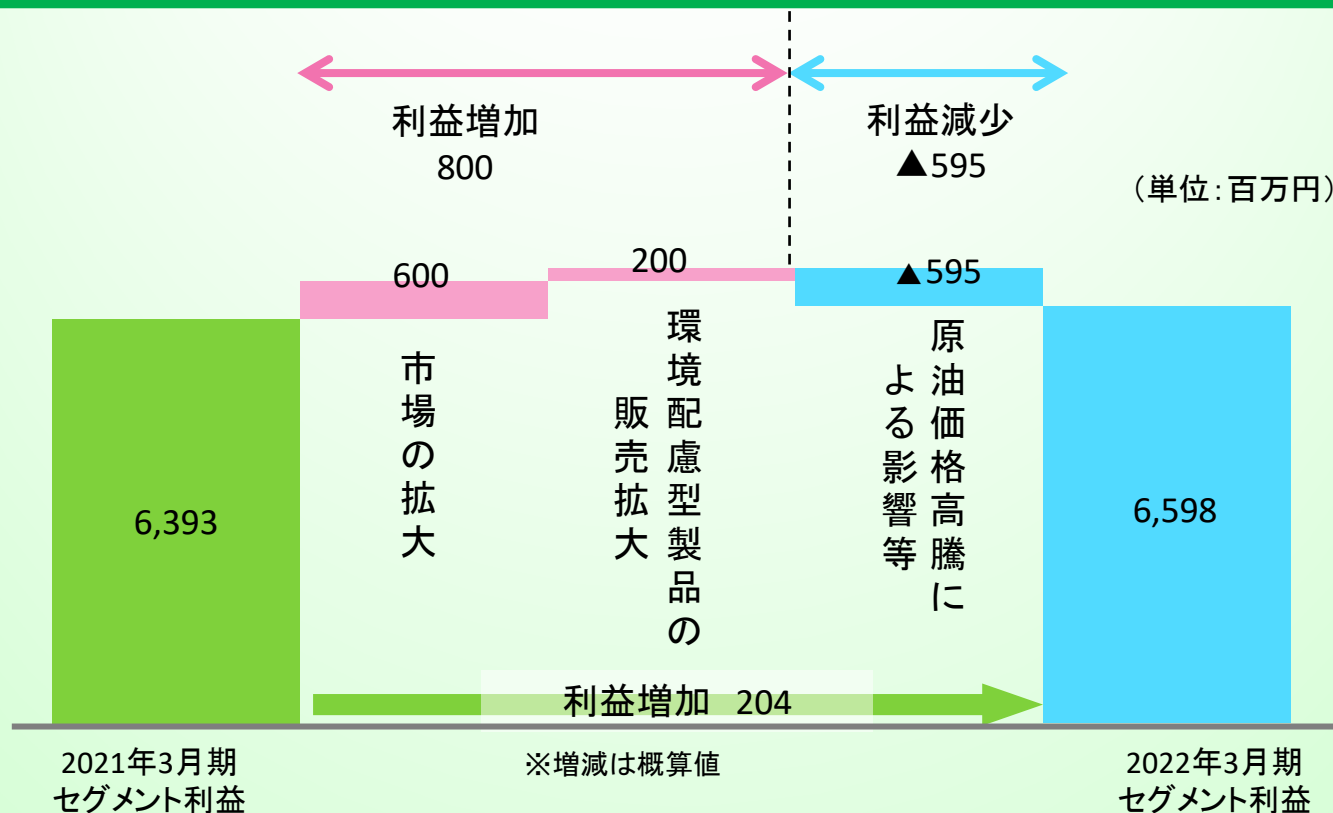 利益増加
800
利益減少
▲595
（単位：百万円）
600
200
▲595
市場の拡大
環境配慮型製品の
販売拡大
原油価格高騰に
よる影響等
6,393
6,598
利益増加 204
2021年3月期
セグメント利益
※増減は概算値
2022年3月期
セグメント利益